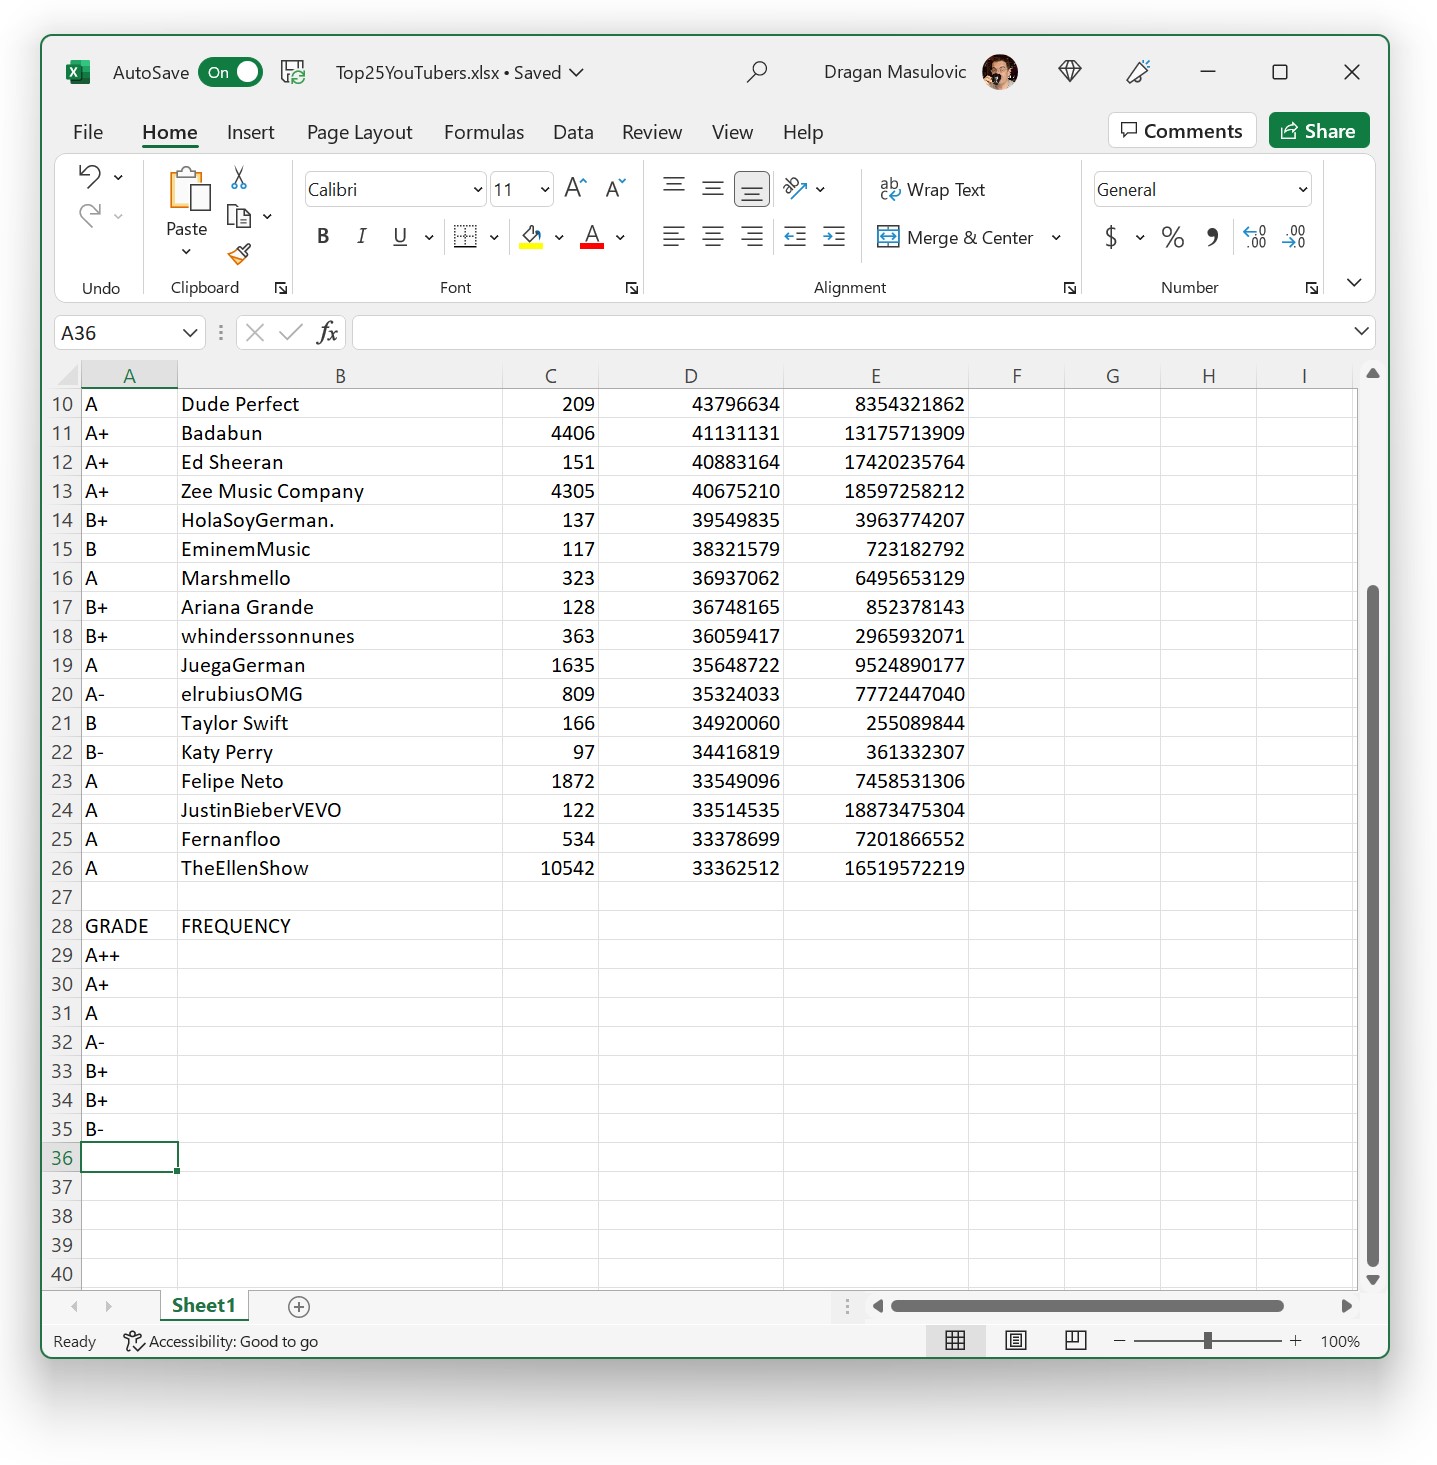 AutoSave On Top25YouTubers.xlsx • Saved Dragan Masulovic
File Home Insert Page Layout Formulas Data Review View Help Comments Share
Calibri 11 A A ab Wrap Text General
Paste B I U A Merge & Center $ % , .00 .00
Undo Clipboard Font Alignment Number
A36 fx
A B C D E F G H I
10 A Dude Perfect 209 43796634 8354321862
11 A+ Badabun 4406 41131131 13175713909
12 A+ Ed Sheeran 151 40883164 17420235764
13 A+ Zee Music Company 4305 40675210 18597258212
14 B+ HolaSoyGerman. 137 39549835 3963774207
15 B EminemMusic 117 38321579 723182792
16 A Marshmello 323 36937062 6495653129
17 B+ Ariana Grande 128 36748165 852378143
18 B+ whinderssonnunes 363 36059417 2965932071
19 A JuegaGerman 1635 35648722 9524890177
20 A- elrubiusOMG 809 35324033 7772447040
21 B Taylor Swift 166 34920060 255089844
22 B- Katy Perry 97 34416819 361332307
23 A Felipe Neto 1872 33549096 7458531306
24 A JustinBieberVEVO 122 33514535 18873475304
25 A Fernanfloo 534 33378699 7201866552
26 A TheEllenShow 10542 33362512 16519572219
27
28 GRADE FREQUENCY
29 A++
30 A+
31 A
32 A-
33 B+
34 B+
35 B-
36
37
38
39
40
Sheet1
Ready Accessibility: Good to go 100%